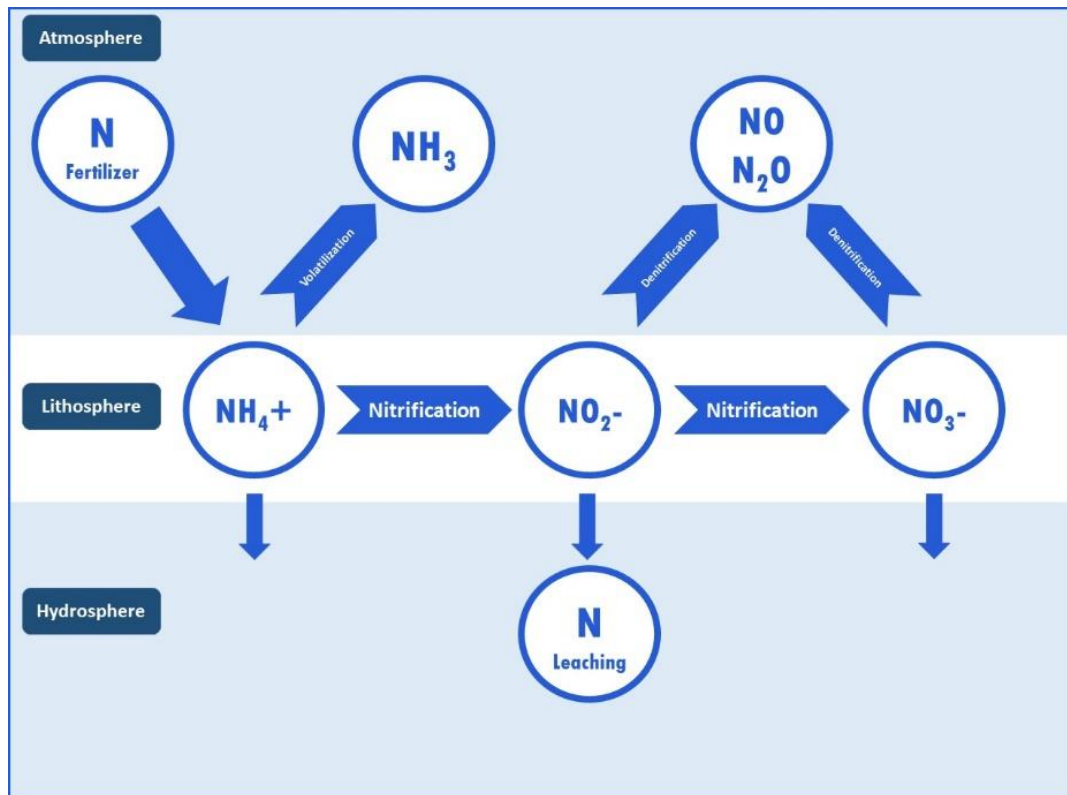 Atmosphere
N
Fertilizer
NH₃
NO
N₂O
Volatilization
Denitrification
Denitrification
Lithosphere
NH₄+
Nitrification
NO₂-
Nitrification
NO₃-
Hydrosphere
N
Leaching